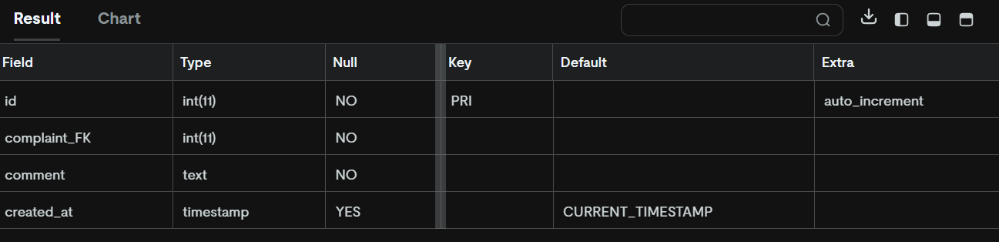 Result Chart
Field Type Null Key Default Extra
id int(11) NO PRI auto_increment
complaint_FK int(11) NO
comment text NO
created_at timestamp YES CURRENT_TIMESTAMP